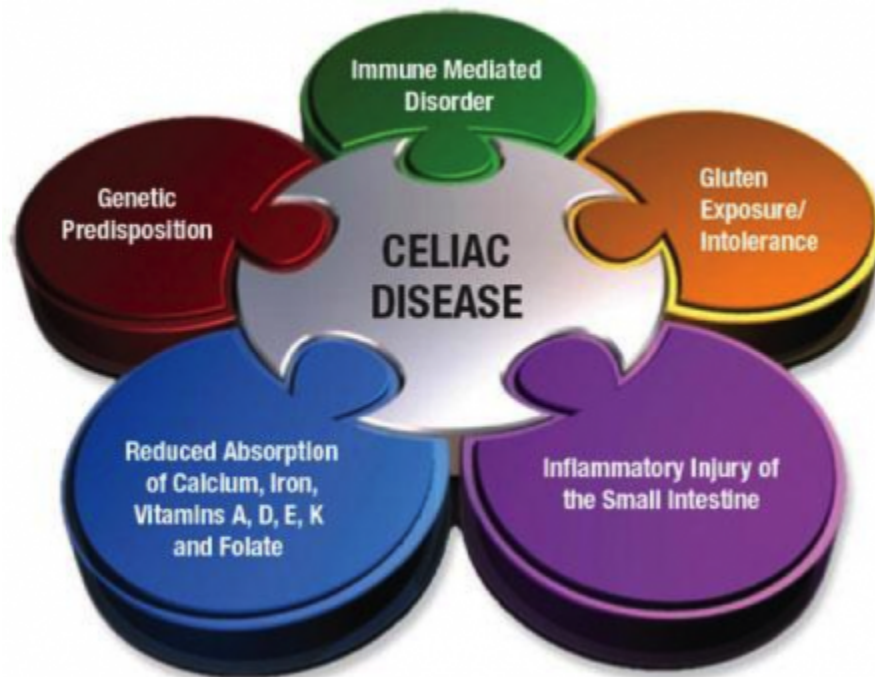 Immune Mediated
Disorder
Genetic
Predisposition
Gluten
Exposure/
Intolerance
CELIAC
DISEASE
Reduced Absorption
of Calcium, Iron,
Vitamins A, D, E, K
and Folate
Inflammatory Injury of
the Small Intestine